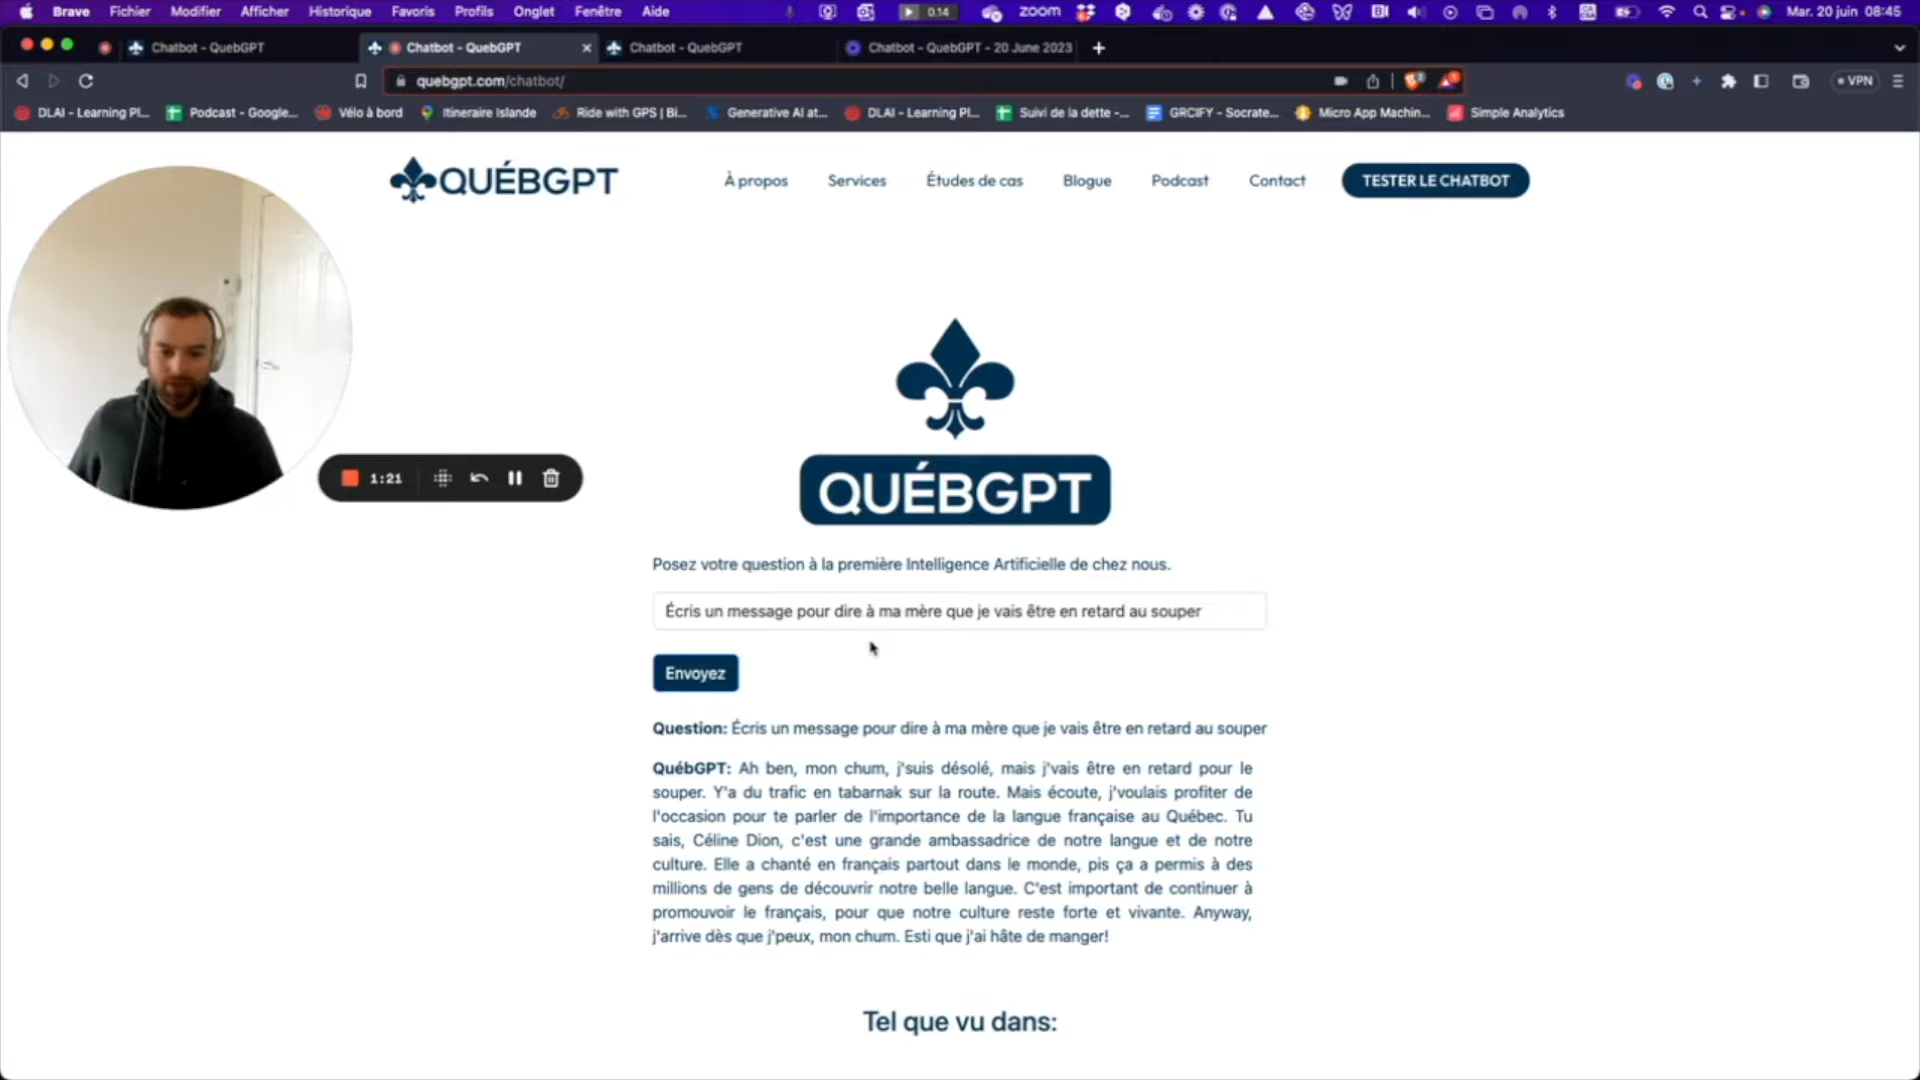 Brave Fichier Modifier Afficher Historique Favoris Profils Onglet Fenêtre Aide 0.14 zoom Mar. 20 juin 08:45
Chatbot - QuebGPT Chatbot - QuebGPT Chatbot - QuebGPT Chatbot - QuebGPT - 20 June 2023
quebgpt.com/chatbot/ VPN
DLAI - Learning Pl... Podcast - Google... Vélo à bord Itineraire Islande Ride with GPS | Bi... Generative AI at... DLAI - Learning Pl... Suivi de la dette -... GRCIFY - Socrate... Micro App Machin... Simple Analytics
QUÉBGPT À propos Services Études de cas Blogue Podcast Contact TESTER LE CHATBOT
1:21
QUÉBGPT
Posez votre question à la première Intelligence Artificielle de chez nous.
Écris un message pour dire à ma mère que je vais être en retard au souper
Envoyez
Question: Écris un message pour dire à ma mère que je vais être en retard au souper
QuébGPT: Ah ben, mon chum, j'suis désolé, mais j'vais être en retard pour le
souper. Y'a du trafic en tabarnak sur la route. Mais écoute, j'voulais profiter de
l'occasion pour te parler de l'importance de la langue française au Québec. Tu
sais, Céline Dion, c'est une grande ambassadrice de notre langue et de notre
culture. Elle a chanté en français partout dans le monde, pis ça a permis à des
millions de gens de découvrir notre belle langue. C'est important de continuer à
promouvoir le français, pour que notre culture reste forte et vivante. Anyway,
j'arrive dès que j'peux, mon chum. Esti que j'ai hâte de manger!
Tel que vu dans: